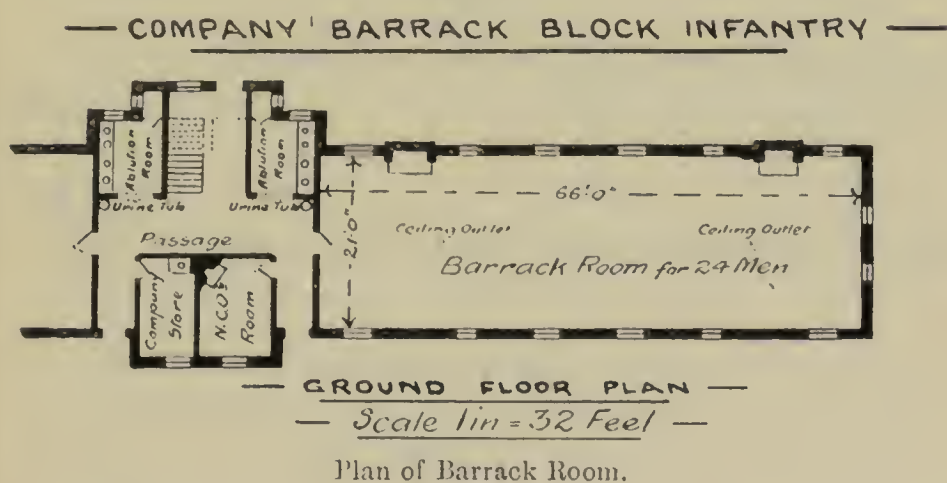 COMPANY BARRACK BLOCK INFANTRY
Ablution
Room
Ablution
Room
Urine Tub
Urine Tub
66'·0"
21'·0"
Ceiling Outlet
Ceiling Outlet
Passage
Barrack Room for 24 Men
Company
Store
N.C.O's
Room
GROUND FLOOR PLAN
Scale 1in = 32 Feet
Plan of Barrack Room.